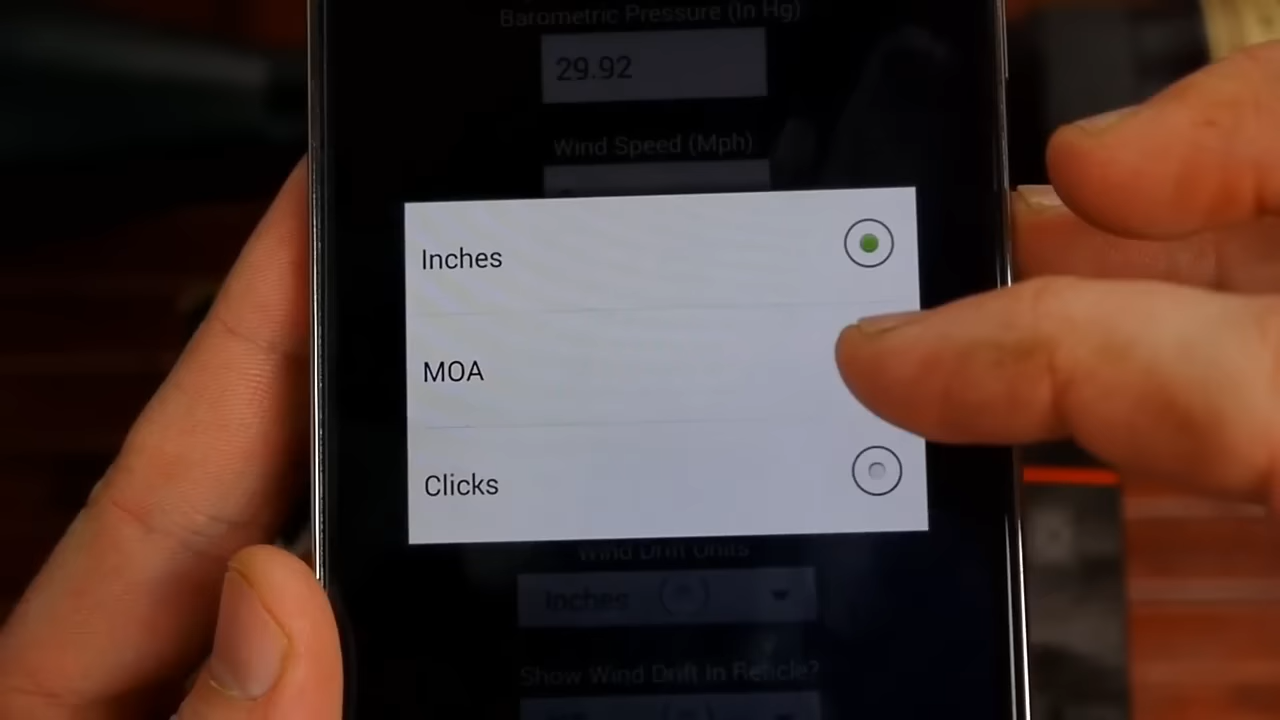 Barometric Pressure (In Hg)
29.92
Wind Speed (Mph)
Inches
MOA
Clicks
Wind Drift Units
Inches
Show Wind Drift In Reticle?